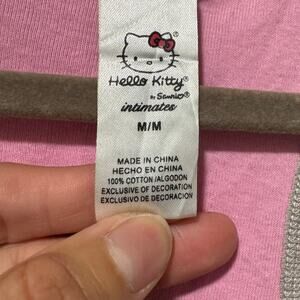 Hello Kitty®
by Sanrio®
intimates
M/M
MADE IN CHINA
HECHO EN CHINA
100% COTTON/ALGODON
EXCLUSIVE OF DECORATION
EXCLUSIVO DE DECORACION